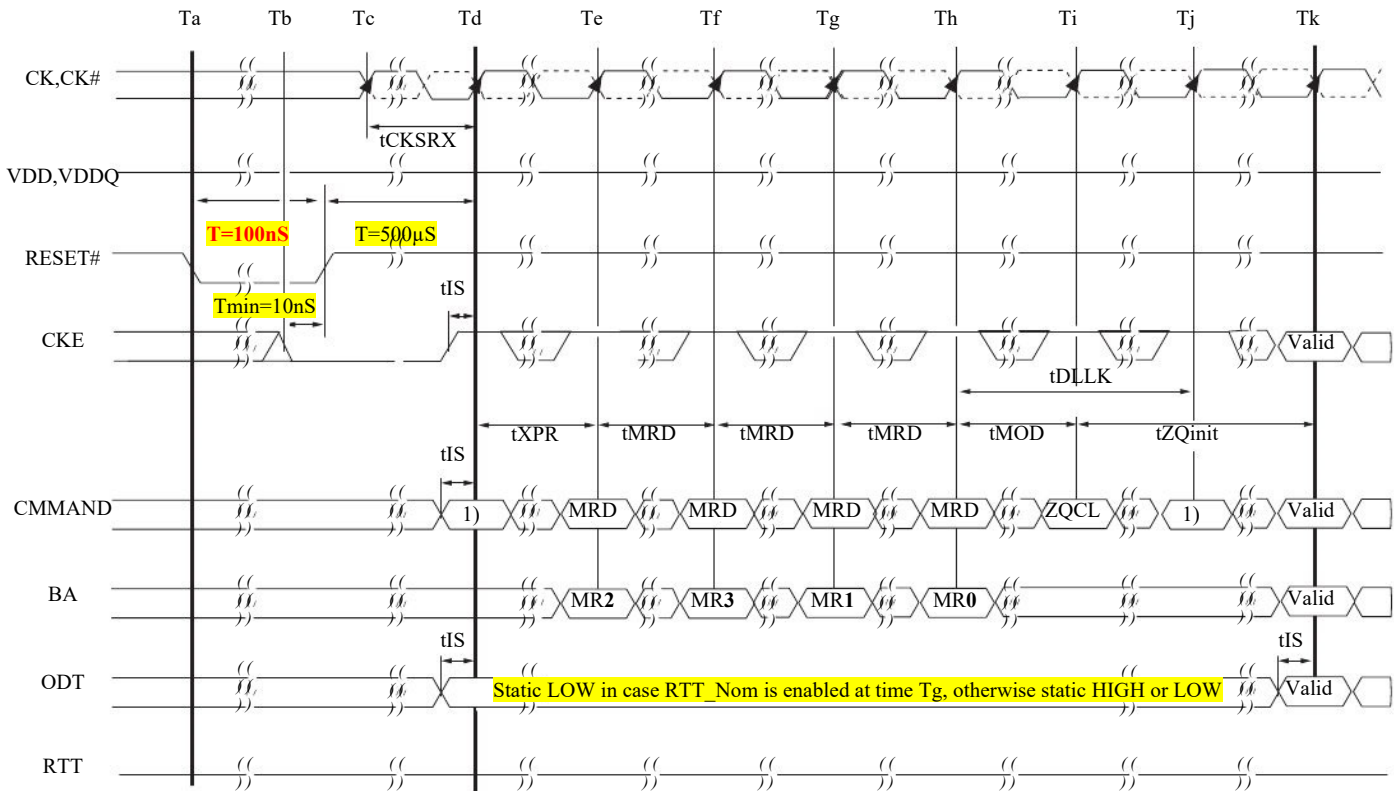 Ta Tb Tc Td Te Tf Tg Th Ti Tj Tk
CK,CK#
tCKSRX
VDD,VDDQ
T=100nS T=500µS
RESET#
tIS
Tmin=10nS
CKE Valid
tDLLK
tXPR tMRD tMRD tMRD tMOD tZQinit
tIS
CMMAND 1) MRD MRD MRD MRD ZQCL 1) Valid
BA MR2 MR3 MR1 MR0 Valid
tIS tIS
ODT Static LOW in case RTT_Nom is enabled at time Tg, otherwise static HIGH or LOW Valid
RTT